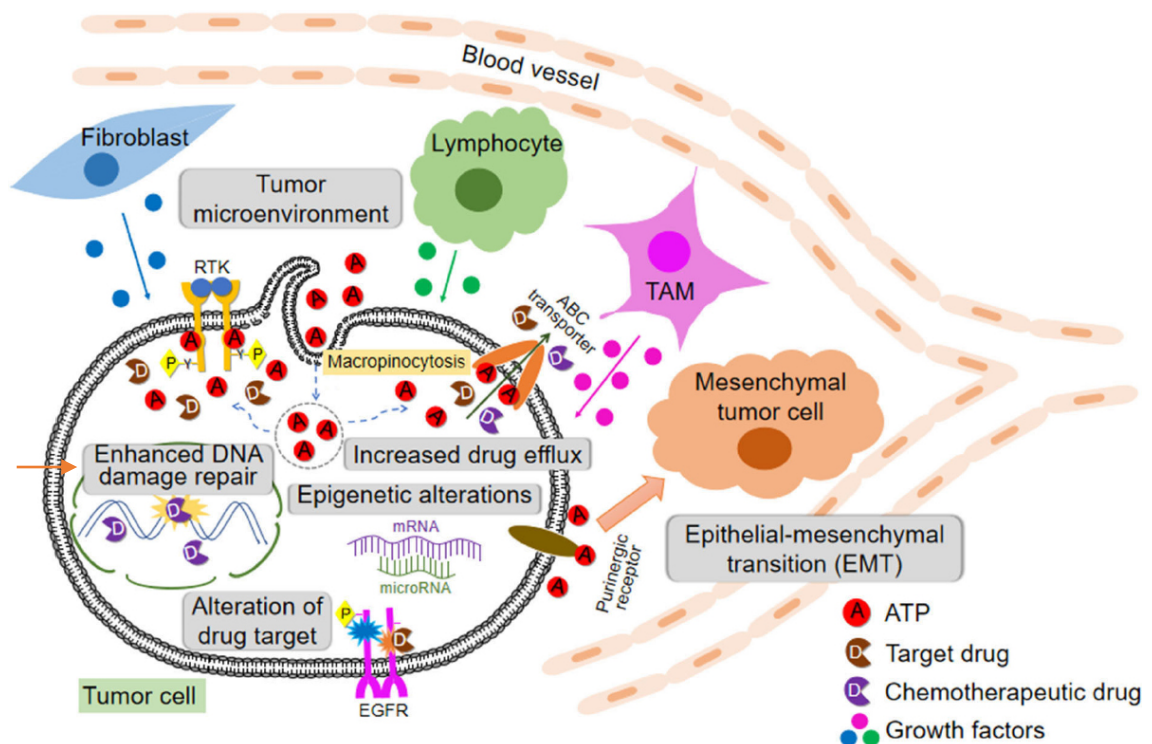 Blood vessel
Fibroblast
Lymphocyte
Tumor
microenvironment
RTK
A
A
A
A
TAM
ABC
transporter
D
D
A
A
P
Y
Y
P
Macropinocytosis
D
A
A
D
A
D
A
A
D
A
A
D
A
A
A
Mesenchymal
tumor cell
Enhanced DNA
damage repair
Increased drug efflux
Epigenetic alterations
D
D
D
mRNA
microRNA
A
A
A
Purinergic
receptor
Epithelial-mesenchymal
transition (EMT)
Alteration of
drug target
P
D
EGFR
Tumor cell
A ATP
D Target drug
D Chemotherapeutic drug
Growth factors